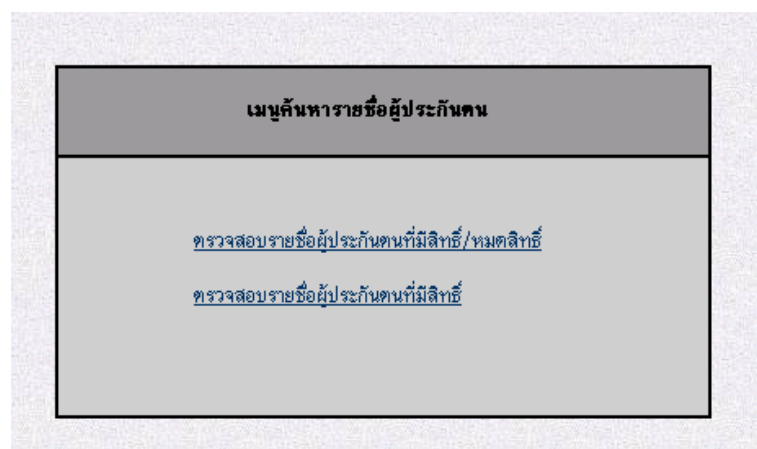 เมนูค้นหารายชื่อผู้ประกันตน
ตรวจสอบรายชื่อผู้ประกันตนที่มีสิทธิ์/หมดสิทธิ์
ตรวจสอบรายชื่อผู้ประกันตนที่มีสิทธิ์